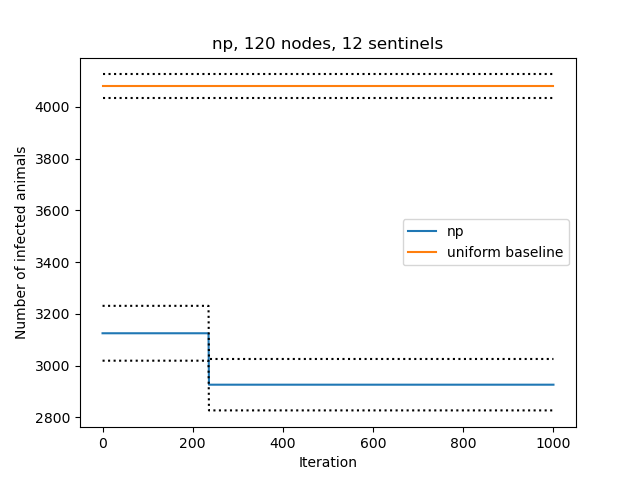 np, 120 nodes, 12 sentinels
Number of infected animals
4000
3800
3600
3400
3200
3000
2800
np
uniform baseline
0 200 400 600 800 1000
Iteration